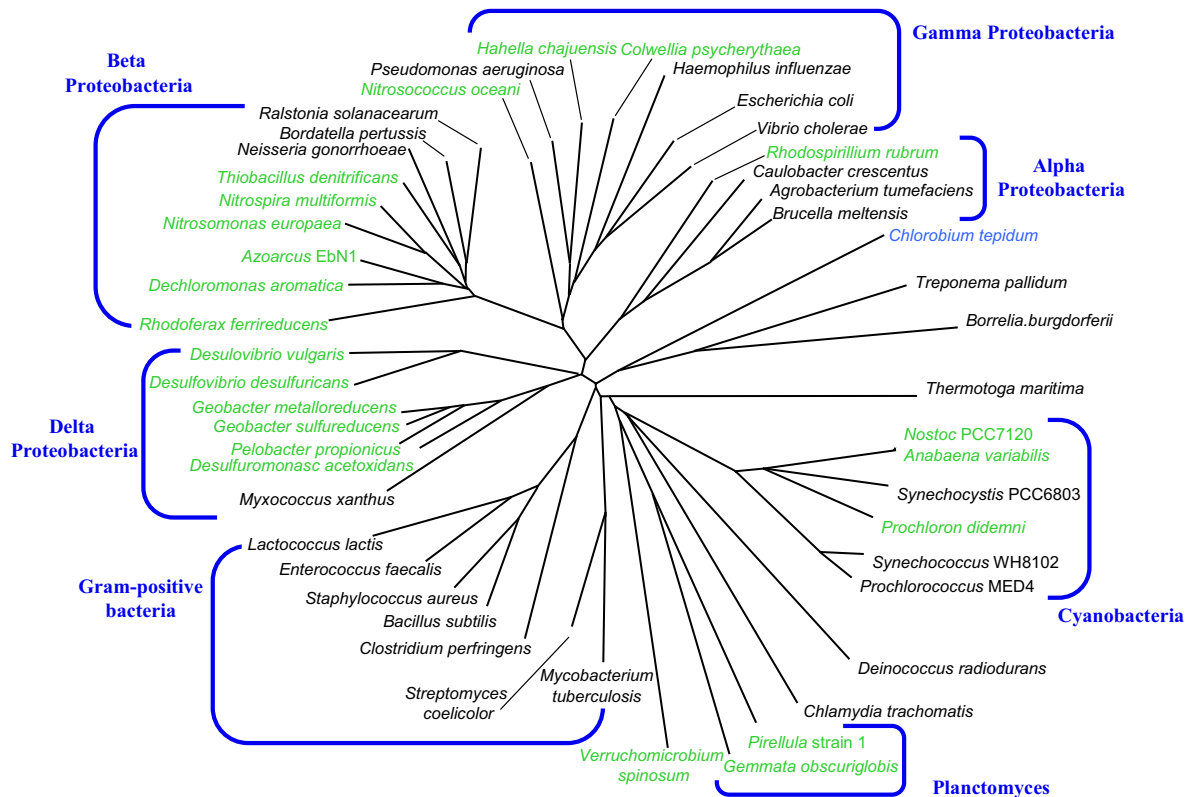 Gamma Proteobacteria
Hahella chajuensis
Colwellia psycherythaea
Pseudomonas aeruginosa
Haemophilus influenzae
Nitrosococcus oceani
Escherichia coli
Vibrio cholerae
Beta
Proteobacteria
Ralstonia solanacearum
Bordatella pertussis
Neisseria gonorrhoeae
Thiobacillus denitrificans
Nitrospira multiformis
Nitrosomonas europaea
Azoarcus EbN1
Dechloromonas aromatica
Rhodoferax ferrireducens
Rhodospirillium rubrum
Caulobacter crescentus
Agrobacterium tumefaciens
Brucella meltensis
Alpha
Proteobacteria
Chlorobium tepidum
Treponema pallidum
Borrelia.burgdorferii
Thermotoga maritima
Desulovibrio vulgaris
Desulfovibrio desulfuricans
Geobacter metalloreducens
Geobacter sulfureducens
Pelobacter propionicus
Desulfuromonasc acetoxidans
Myxococcus xanthus
Delta
Proteobacteria
Nostoc PCC7120
Anabaena variabilis
Synechocystis PCC6803
Prochloron didemni
Synechococcus WH8102
Prochlorococcus MED4
Cyanobacteria
Lactococcus lactis
Enterococcus faecalis
Staphylococcus aureus
Bacillus subtilis
Clostridium perfringens
Streptomyces
coelicolor
Mycobacterium
tuberculosis
Gram-positive
bacteria
Deinococcus radiodurans
Chlamydia trachomatis
Verruchomicrobium
spinosum
Pirellula strain 1
Gemmata obscuriglobis
Planctomyces